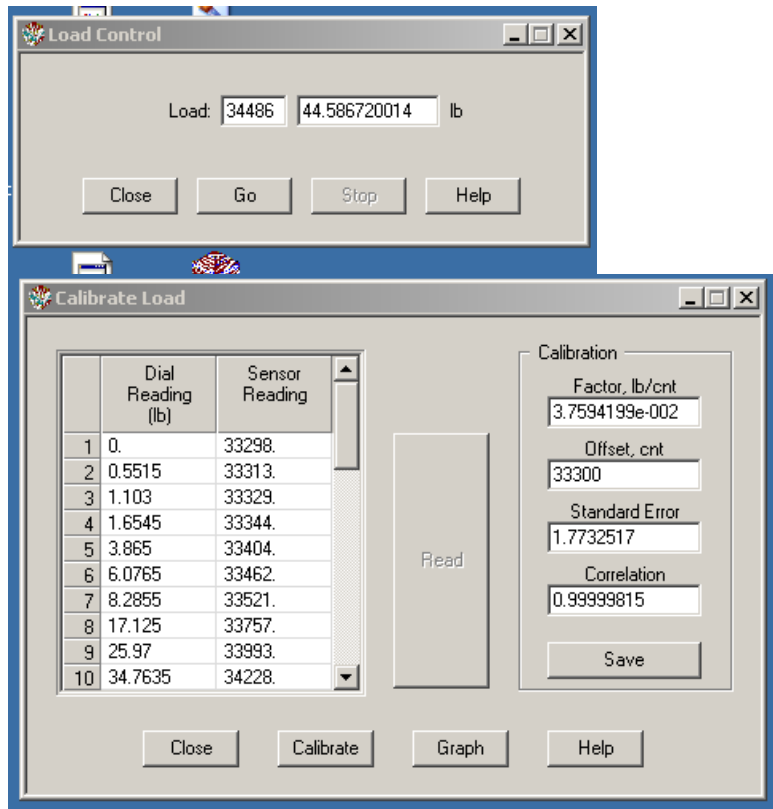 Load Control
Load: 34486 44.586720014 lb
Close Go Stop Help
Calibrate Load
Dial Reading (lb) Sensor Reading
1 0. 33298.
2 0.5515 33313.
3 1.103 33329.
4 1.6545 33344.
5 3.865 33404.
6 6.0765 33462.
7 8.2855 33521.
8 17.125 33757.
9 25.97 33993.
10 34.7635 34228.
Read
Calibration
Factor, lb/cnt
3.7594199e-002
Offset, cnt
33300
Standard Error
1.7732517
Correlation
0.99999815
Save
Close Calibrate Graph Help